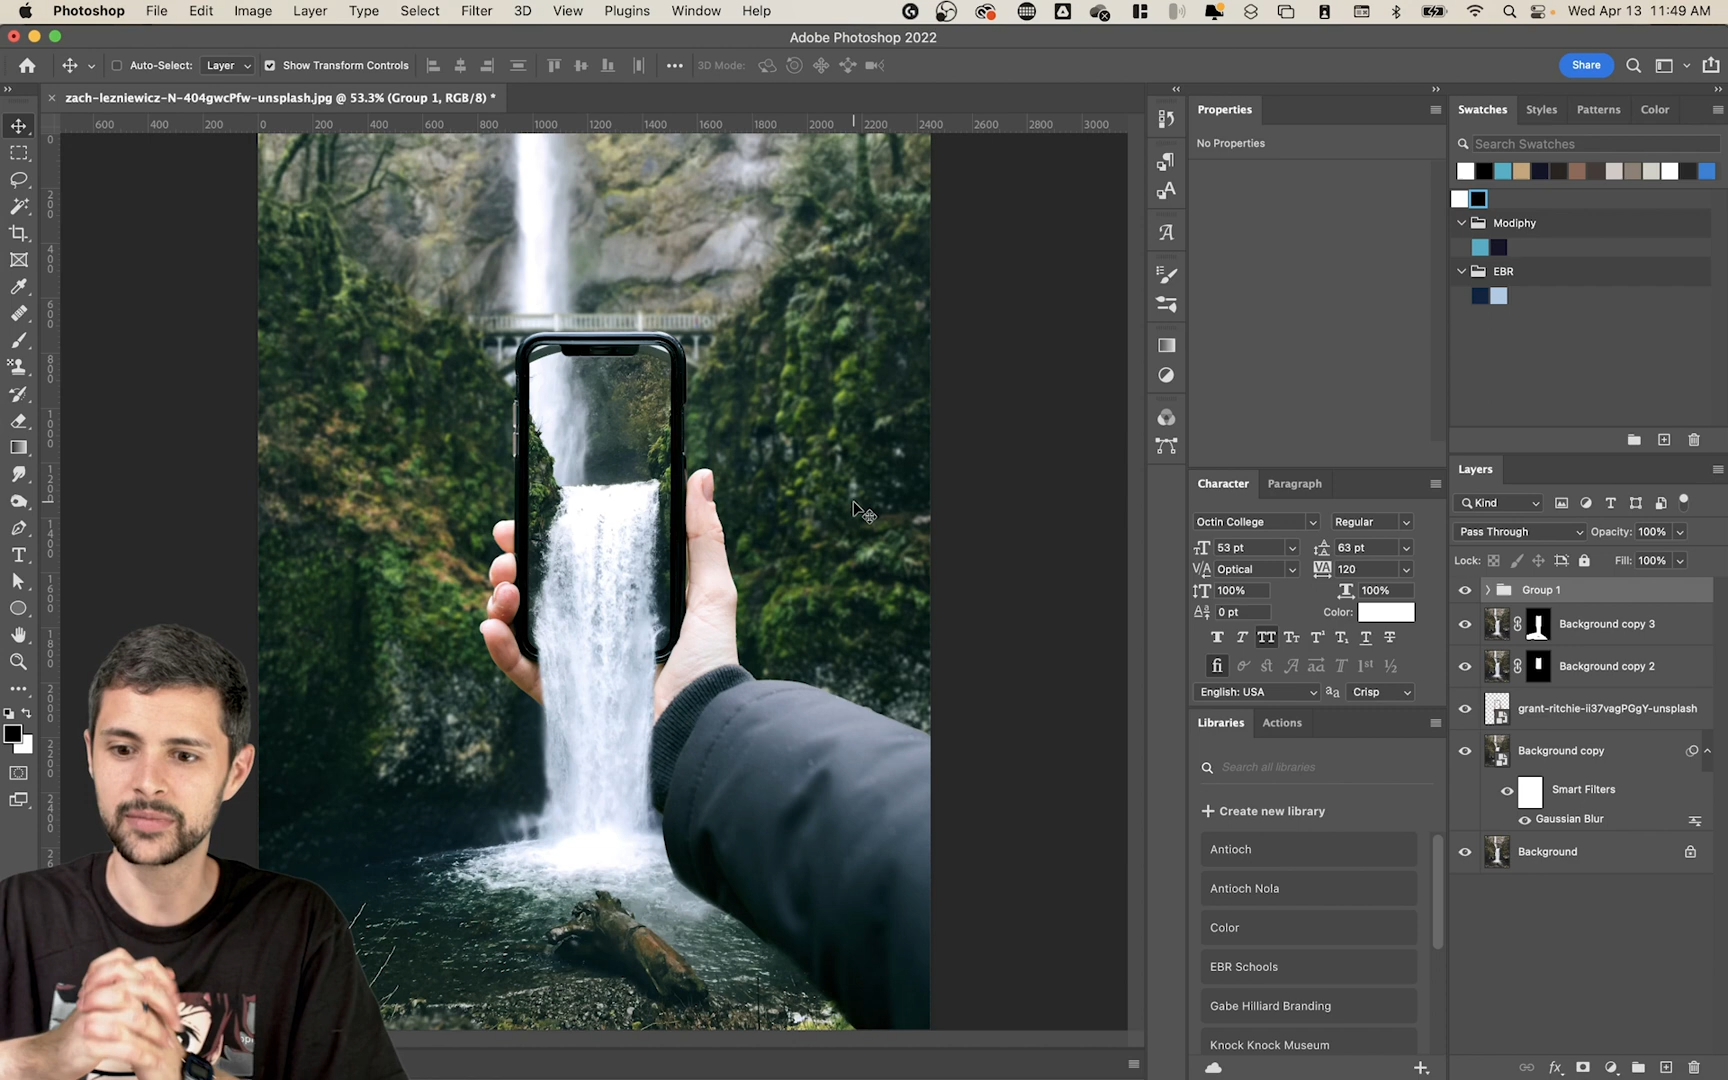 Photoshop File Edit Image Layer Type Select Filter 3D View Plugins Window Help Wed Apr 13 11:49 AM
Adobe Photoshop 2022
Auto-Select: Layer Show Transform Controls 3D Mode: Share
zach-lezniewicz-N-404gwcPfw-unsplash.jpg @ 53.3% (Group 1, RGB/8) *
600 400 200 0 200 400 600 800 1000 1200 1400 1600 1800 2000 2200 2400 2600 2800 3000
Properties
No Properties
Swatches Styles Patterns Color
Search Swatches
Modiphy
EBR
Character Paragraph
Octin College Regular
53 pt 63 pt
Optical 120
100% 100%
0 pt Color:
English: USA Crisp
Libraries Actions
Search all libraries
Create new library
Antioch
Antioch Nola
Color
EBR Schools
Gabe Hilliard Branding
Knock Knock Museum
Layers
Kind
Pass Through Opacity: 100%
Lock: Fill: 100%
Group 1
Background copy 3
Background copy 2
grant-ritchie-ii37vagPGgY-unsplash
Background copy
Smart Filters
Gaussian Blur
Background